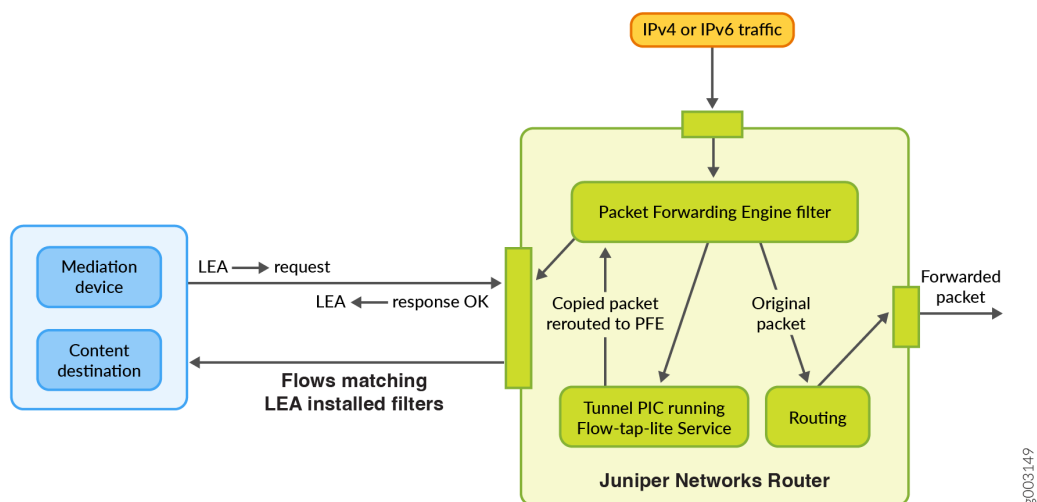 IPv4 or IPv6 traffic
Packet Forwarding Engine filter
Mediation
device
LEA request
LEA response OK
Content
destination
Flows matching
LEA installed filters
Copied packet
rerouted to PFE
Original
packet
Forwarded
packet
Tunnel PIC running
Flow-tap-lite Service
Routing
Juniper Networks Router
g003149